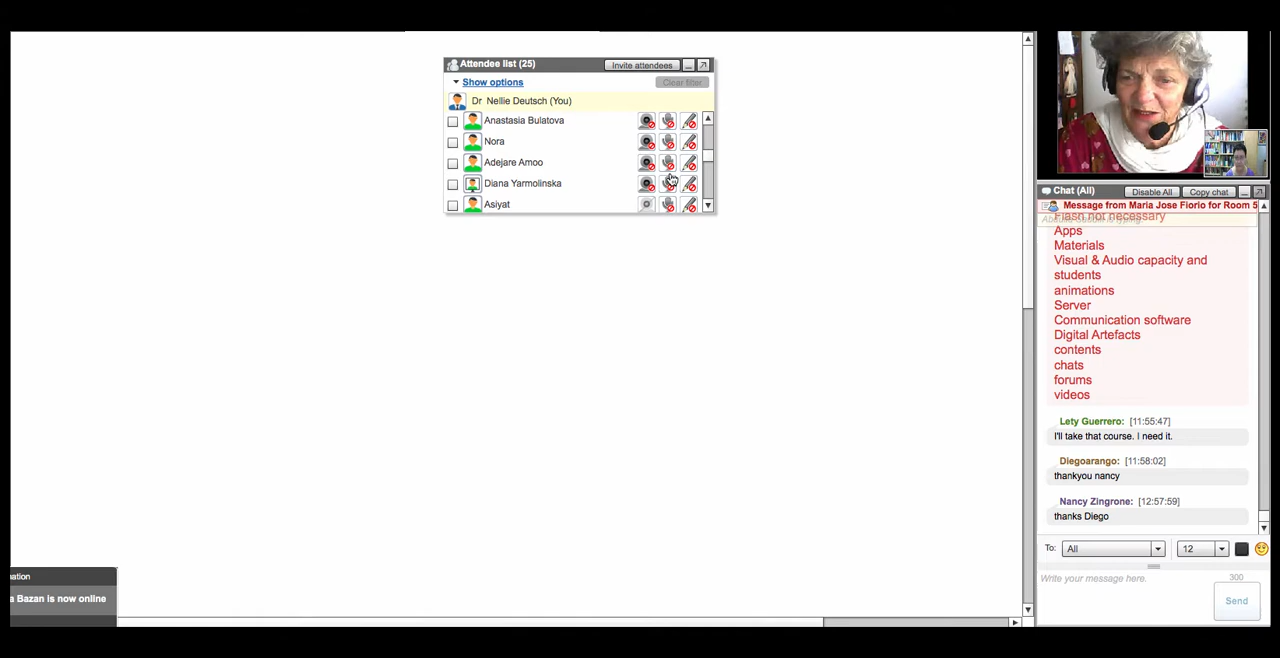 Attendee list (25)
Invite attendees
Show options
Clear filter
Dr Nellie Deutsch (You)
Anastasia Bulatova
Nora
Adejare Amoo
Diana Yarmolinska
Asiyat
Chat (All)
Disable All
Copy chat
Message from Maria Jose Fiorio for Room 5
is typing
Flash not necessary
Apps
Materials
Visual & Audio capacity and
students
animations
Server
Communication software
Digital Artefacts
contents
chats
forums
videos
Lety Guerrero: [11:55:47]
I'll take that course. I need it.
Diegoarango: [11:58:02]
thankyou nancy
Nancy Zingrone: [12:57:59]
thanks Diego
To: All
12
Write your message here.
300
Send
ation
a Bazan is now online